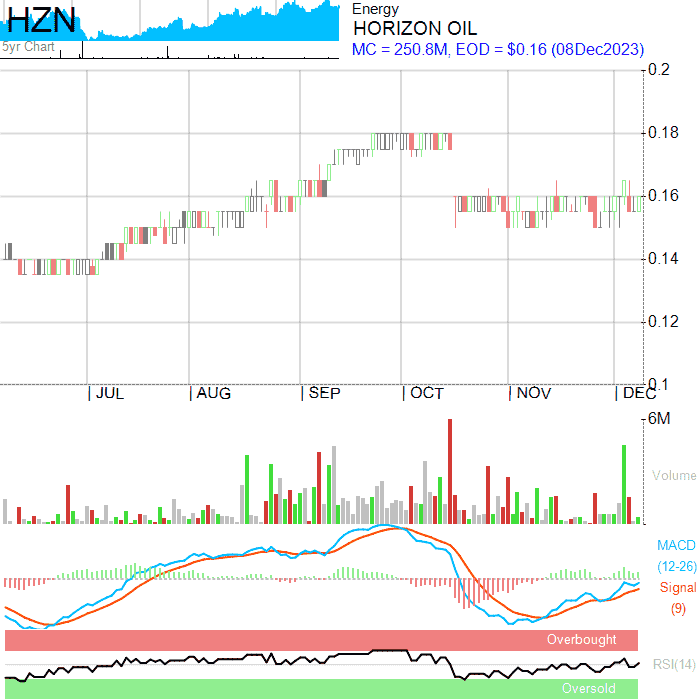 HZN
5yr Chart
Energy
HORIZON OIL
MC = 250.8M, EOD = $0.16 (08Dec2023)
0.2
0.18
0.16
0.14
0.12
0.1
JUL AUG SEP OCT NOV DEC
6M
Volume
MACD
(12-26)
Signal
(9)
Overbought
RSI(14)
Oversold